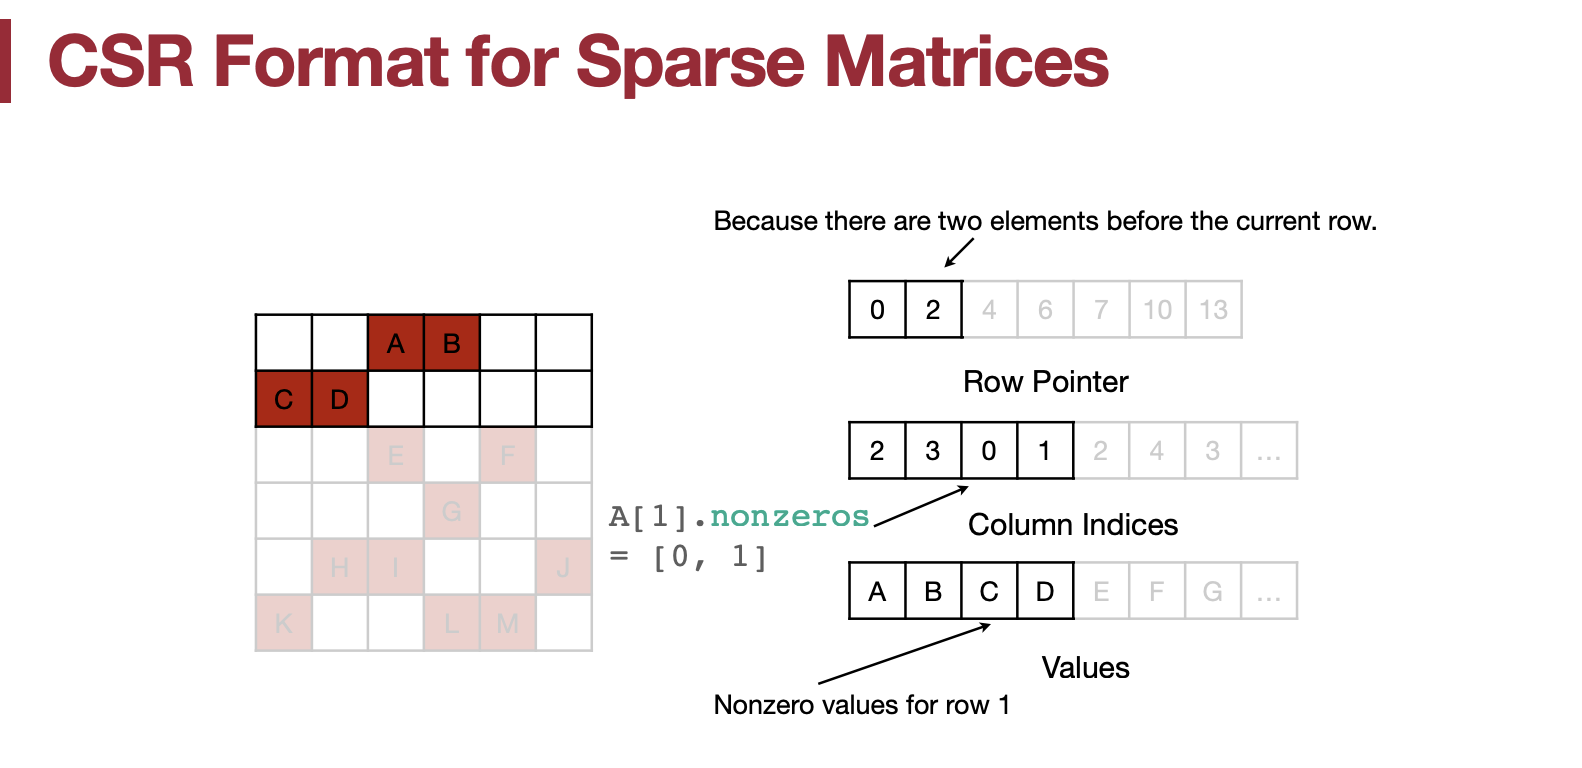 CSR Format for Sparse Matrices
Because there are two elements before the current row.
0 2 4 6 7 10 13
Row Pointer
A B
C D
E F
G
H I J
K L M
2 3 0 1 2 4 3 ...
A[1].nonzeros
= [0, 1]
Column Indices
A B C D E F G ...
Values
Nonzero values for row 1